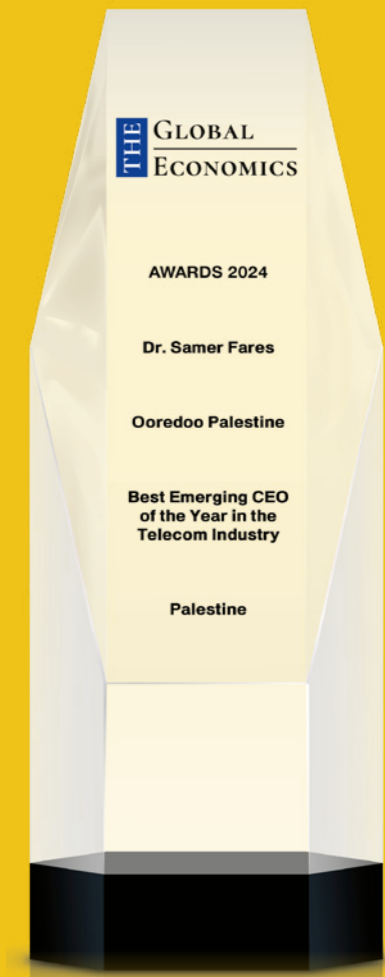 THE GLOBAL
ECONOMICS
AWARDS 2024
Dr. Samer Fares
Ooredoo Palestine
Best Emerging CEO
of the Year in the
Telecom Industry
Palestine